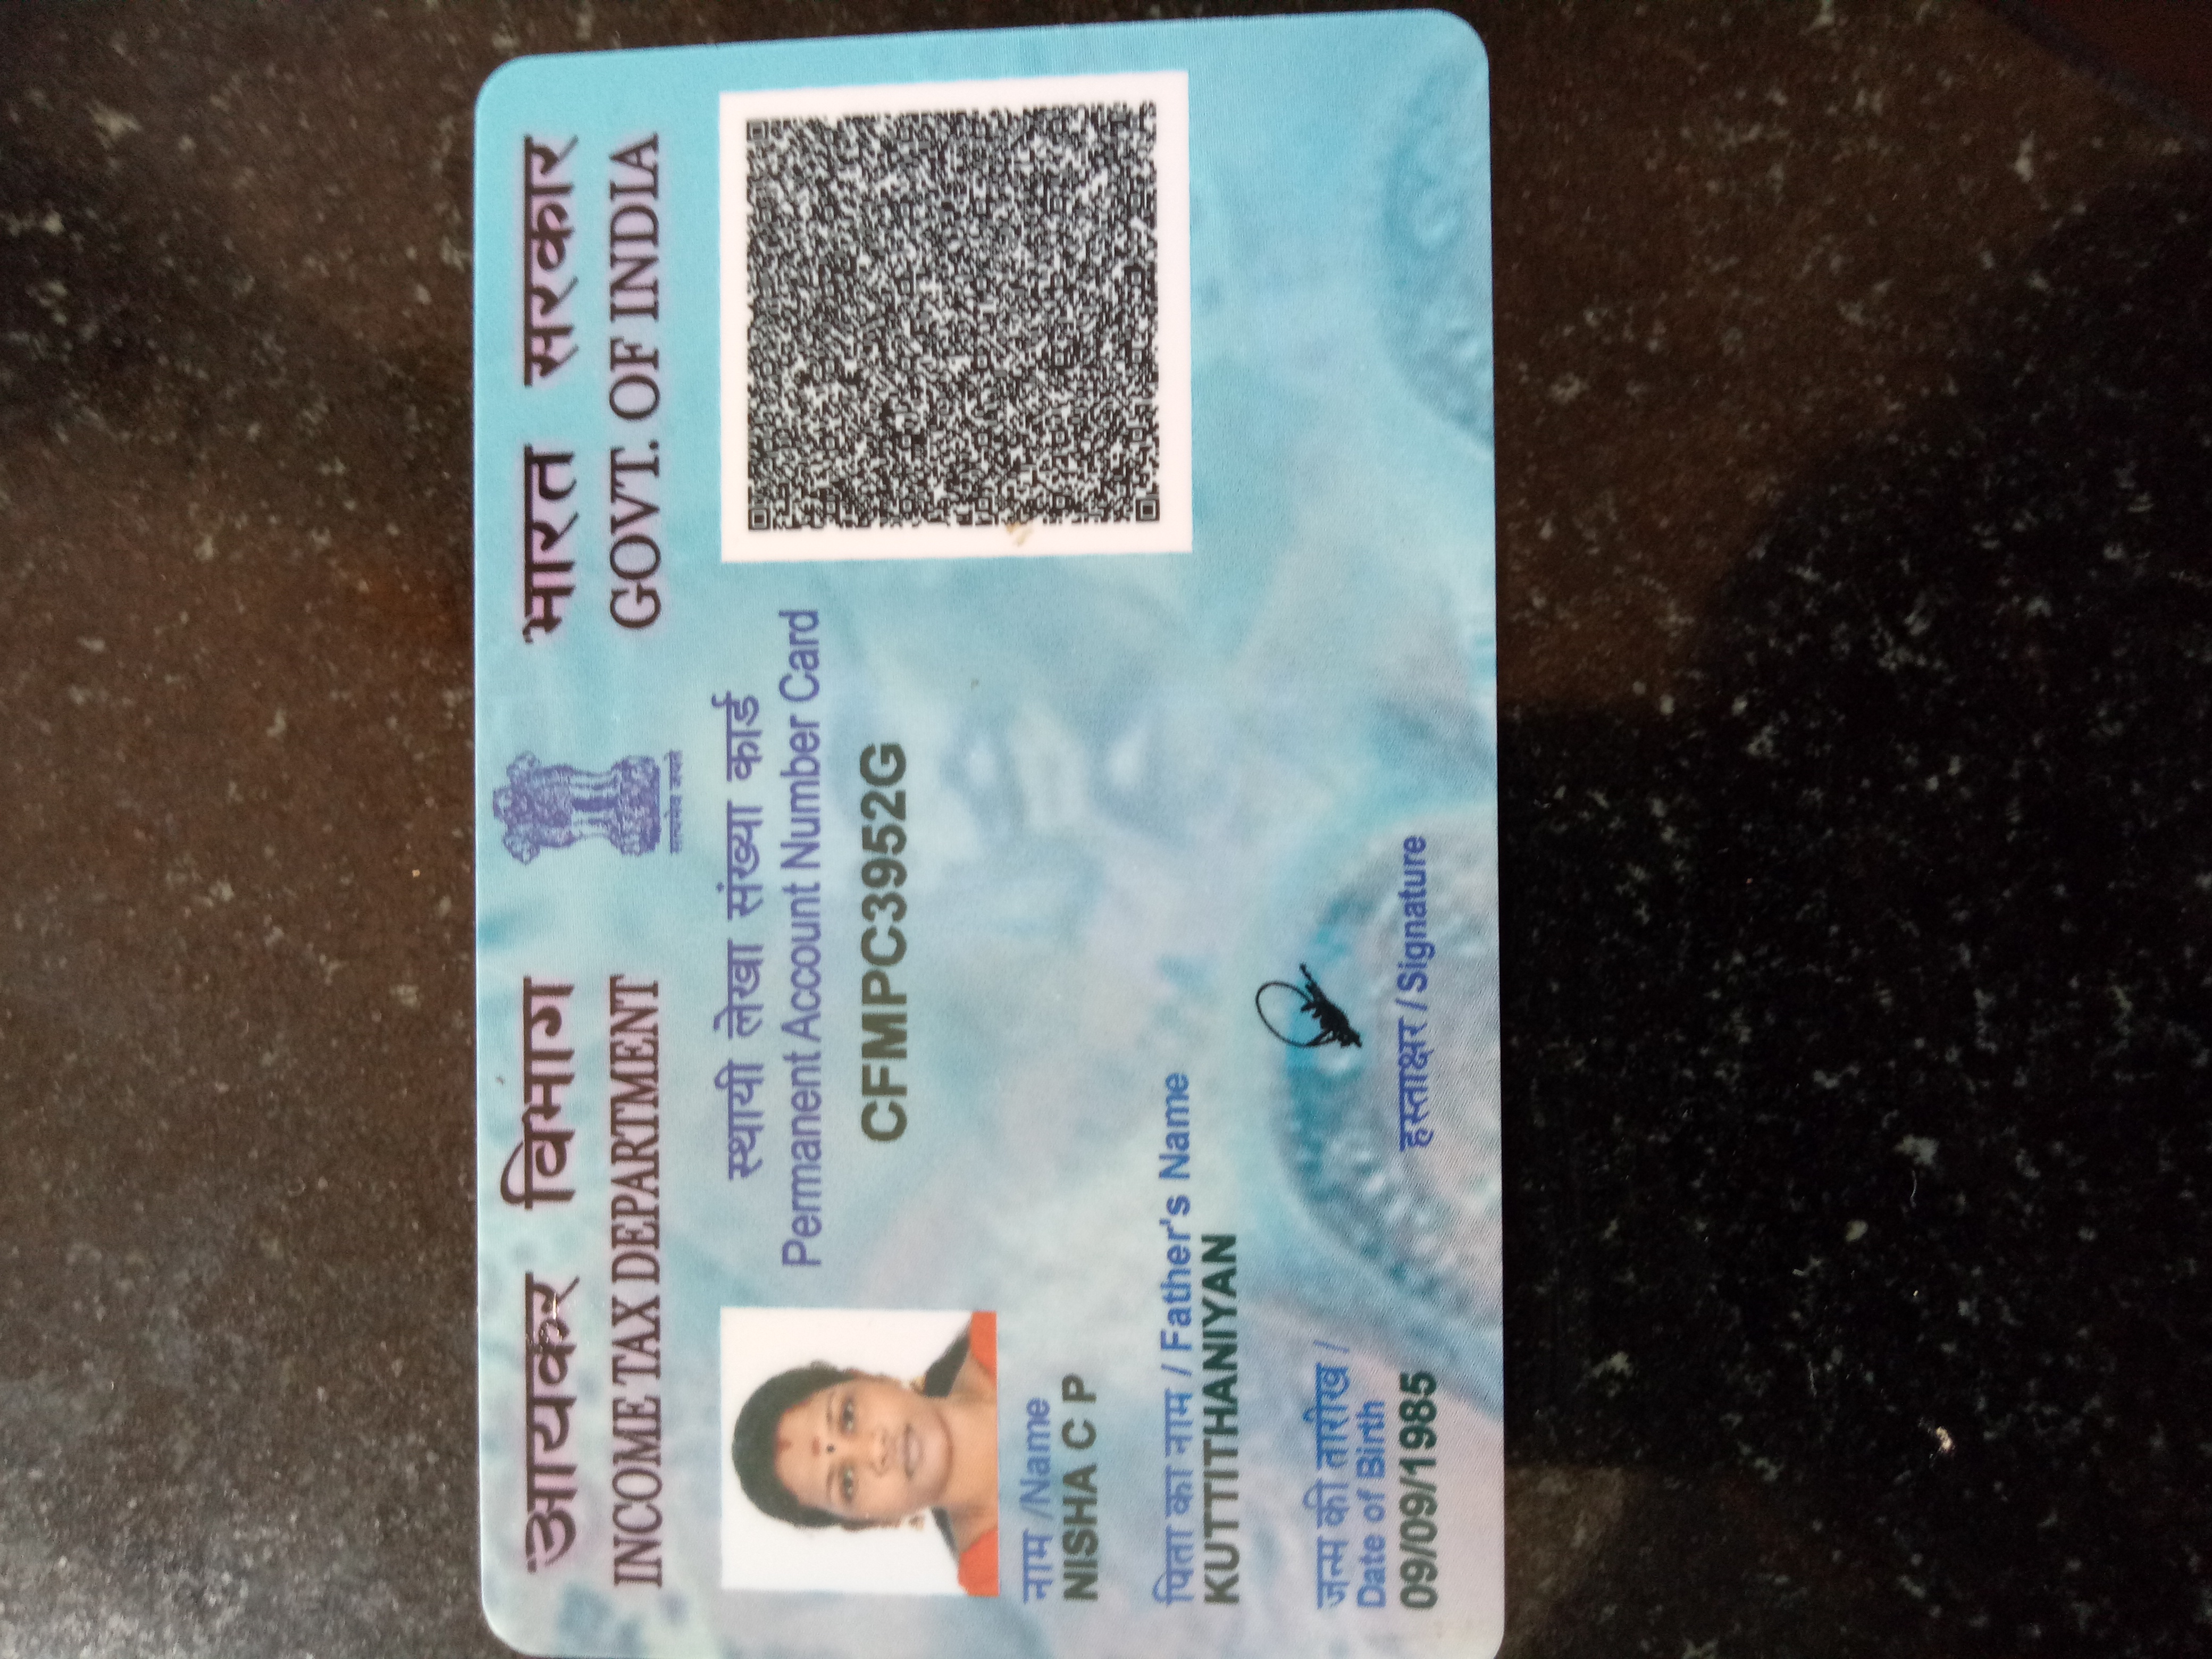 आयकर विभाग
INCOME TAX DEPARTMENT
सत्यमेव जयते
भारत सरकार
GOVT. OF INDIA
स्थायी लेखा संख्या कार्ड
Permanent Account Number Card
CFMPC3952G
नाम /Name
NISHA C P
पिता का नाम / Father's Name
KUTTITHANIYAN
जन्म की तारीख /
Date of Birth
09/09/1985
हस्ताक्षर / Signature